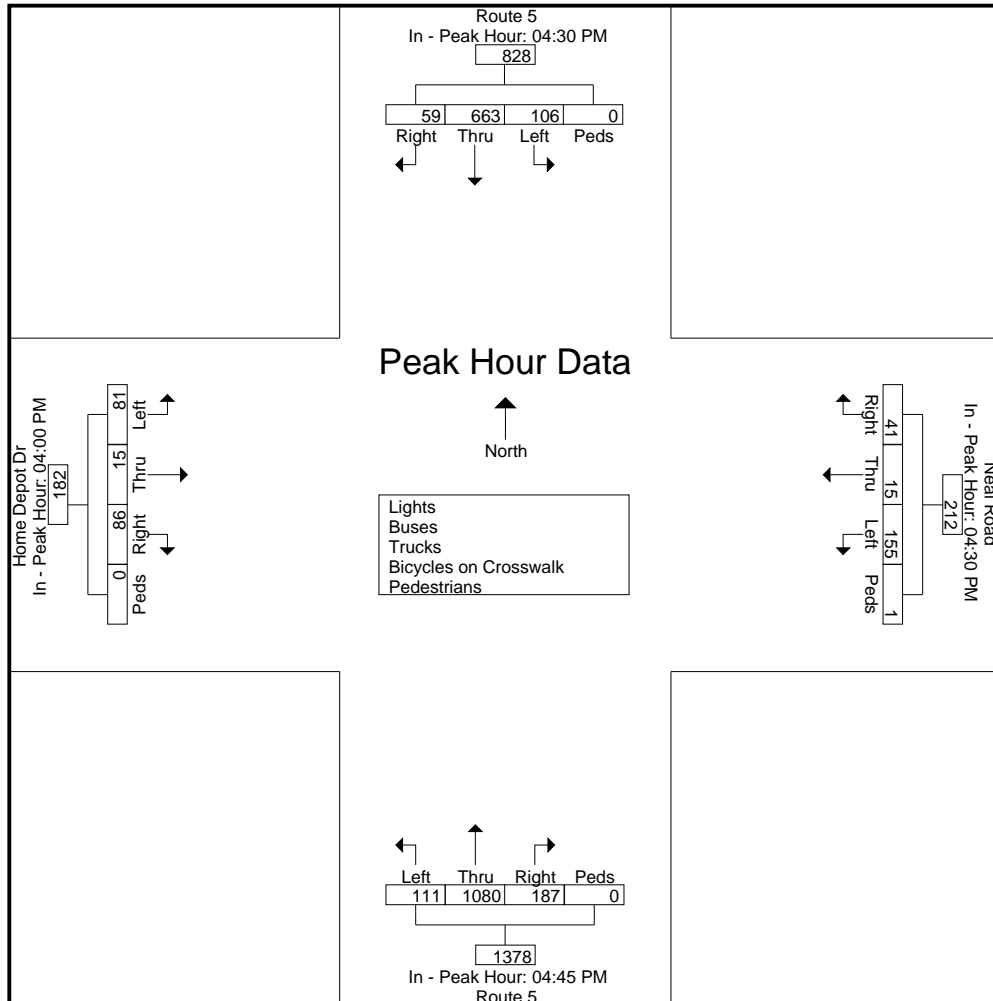 Route 5
In - Peak Hour: 04:30 PM
828
59 663 106 0
Right Thru Left Peds
Peak Hour Data
North
Lights
Buses
Trucks
Bicycles on Crosswalk
Pedestrians
Home Depot Dr
In - Peak Hour: 04:00 PM
182
81 15 86 0
Left Thru Right Peds
Neal Road
In - Peak Hour: 04:30 PM
212
41 15 155 1
Right Thru Left Peds
Left Thru Right Peds
111 1080 187 0
1378
In - Peak Hour: 04:45 PM
Route 5